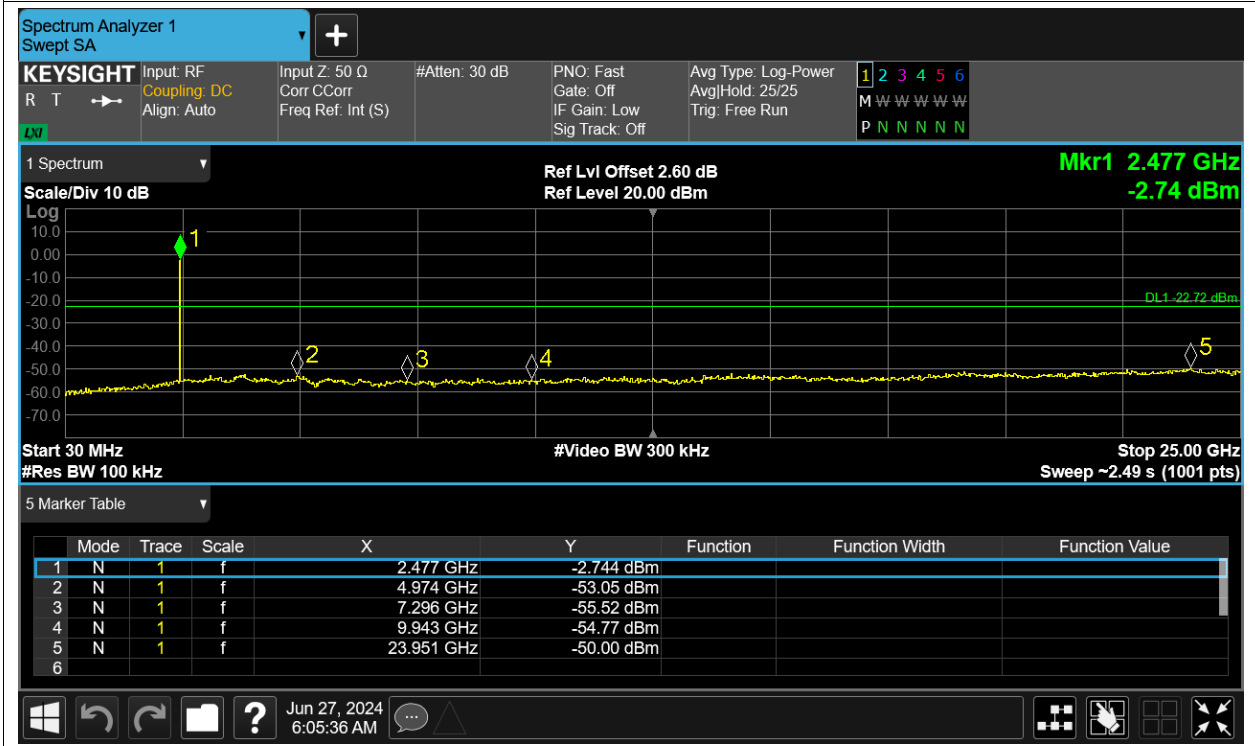 Spectrum Analyzer 1
Swept SA
+
KEYSIGHT Input: RF Input Z: 50 Ω #Atten: 30 dB PNO: Fast Avg Type: Log-Power 1 2 3 4 5 6
R T Coupling: DC Corr CCorr Gate: Off Avg|Hold: 25/25 M W W W W W W
Align: Auto Freq Ref: Int (S) IF Gain: Low Trig: Free Run
LXI Sig Track: Off P N N N N N N
1 Spectrum Ref Lvl Offset 2.60 dB Mkr1 2.477 GHz
Scale/Div 10 dB Ref Level 20.00 dBm -2.74 dBm
Log
10.0
0.00
-10.0
-20.0
-30.0
-40.0
-50.0
-60.0
-70.0
1
DL1 -22.72 dBm
2
3
4
5
Start 30 MHz #Video BW 300 kHz Stop 25.00 GHz
#Res BW 100 kHz Sweep ~2.49 s (1001 pts)
5 Marker Table
Mode Trace Scale X Y Function Function Width Function Value
1 N 1 f 2.477 GHz -2.744 dBm
2 N 1 f 4.974 GHz -53.05 dBm
3 N 1 f 7.296 GHz -55.52 dBm
4 N 1 f 9.943 GHz -54.77 dBm
5 N 1 f 23.951 GHz -50.00 dBm
6
? Jun 27, 2024
6:05:36 AM